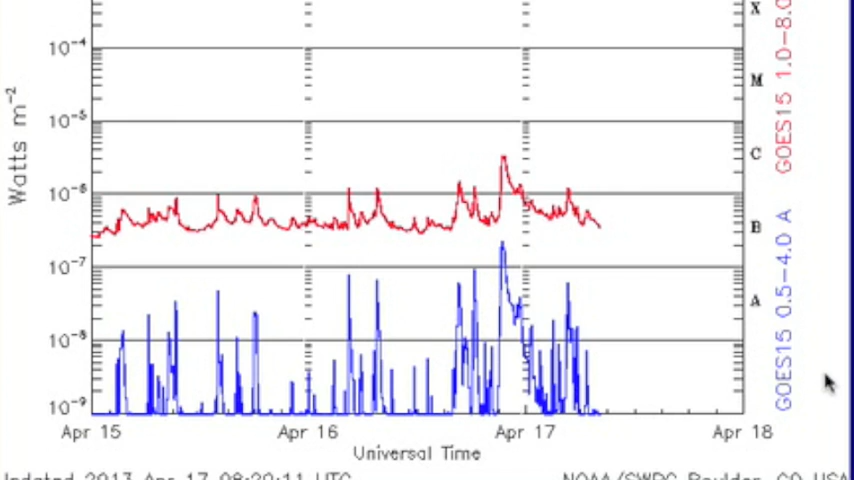 X
10⁻⁴
M
10⁻⁵
C
10⁻⁶
B
10⁻⁷
A
10⁻⁸
10⁻⁹
Watts m⁻²
GOES15 1.0-8.0
GOES15 0.5-4.0 A
Apr 15 Apr 16 Apr 17 Apr 18
Universal Time
Updated 2013 Apr 17 08:20:11 UTC NOAA/SWPC Boulder, CO USA